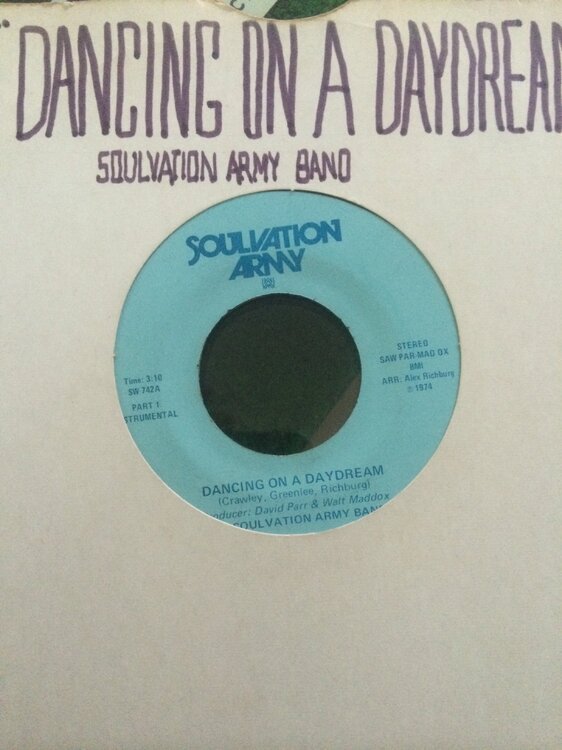 "DANCING ON A DAYDREAM
SOULVATION ARMY BAND
SOULVATION
ARMY
STEREO
SAW PAR-MAD OX
BMI
ARR: Alex Richburg
℗ 1974
Time: 3:10
SW 742A
PART I
STRUMENTAL
DANCING ON A DAYDREAM
(Crawley, Greenlee, Richburg)
oducer: David Parr & Walt Maddox
SOULVATION ARMY BAN